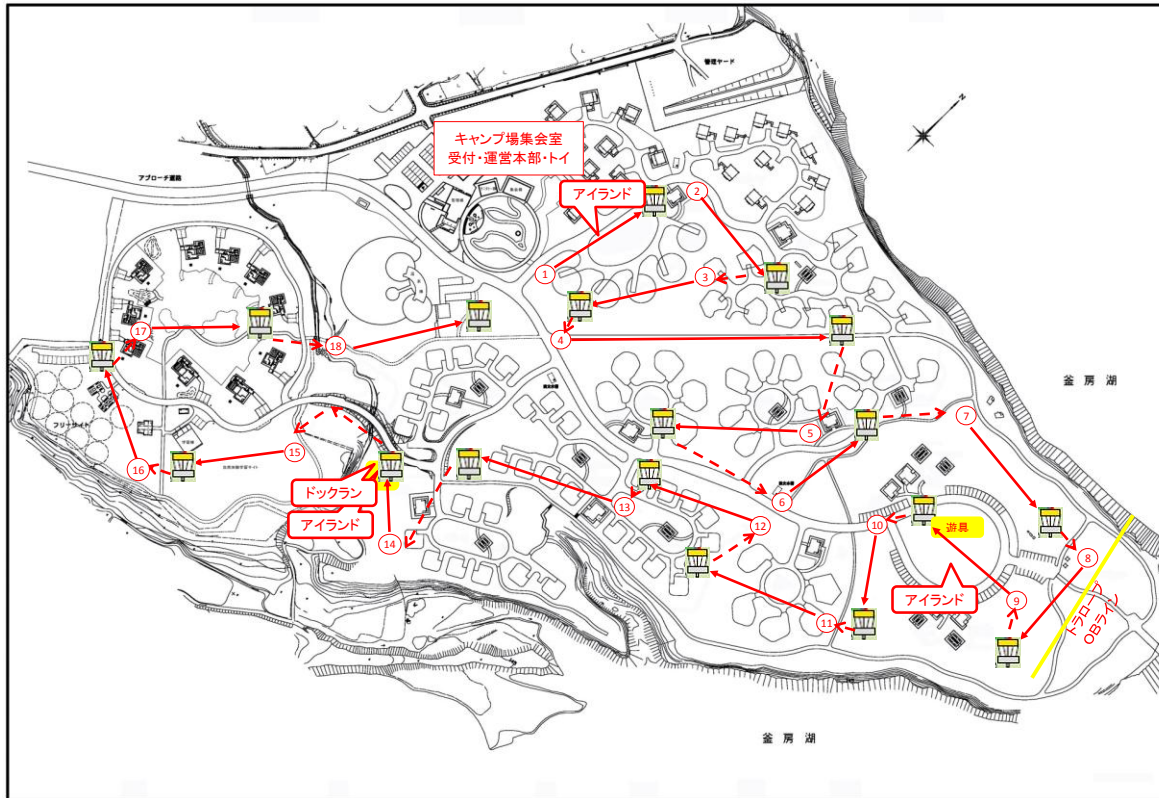 管理ヤード
N
キャンプ場集会室
受付・運営本部・トイ
アプローチ道路
アイランド
②
①
③
⑰
⑱
④
釜房湖
⑦
⑤
フリーサイト
⑮
⑯
⑥
ドックラン
アイランド
⑬
⑫
⑩
遊具
⑭
⑧
アイランド
⑨
トラロープ
OBライン
⑪
釜房湖